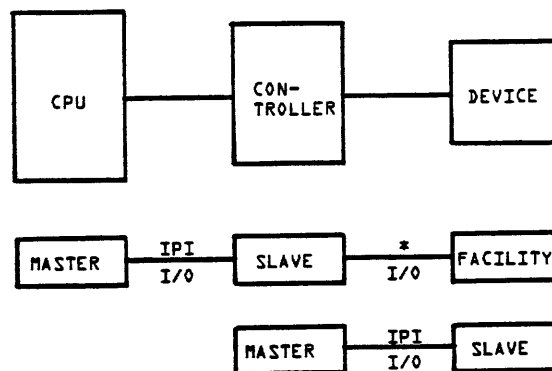 CPU
CON-
TROLLER
DEVICE
MASTER
IPI
I/O
SLAVE
*
I/O
FACILITY
MASTER
IPI
I/O
SLAVE